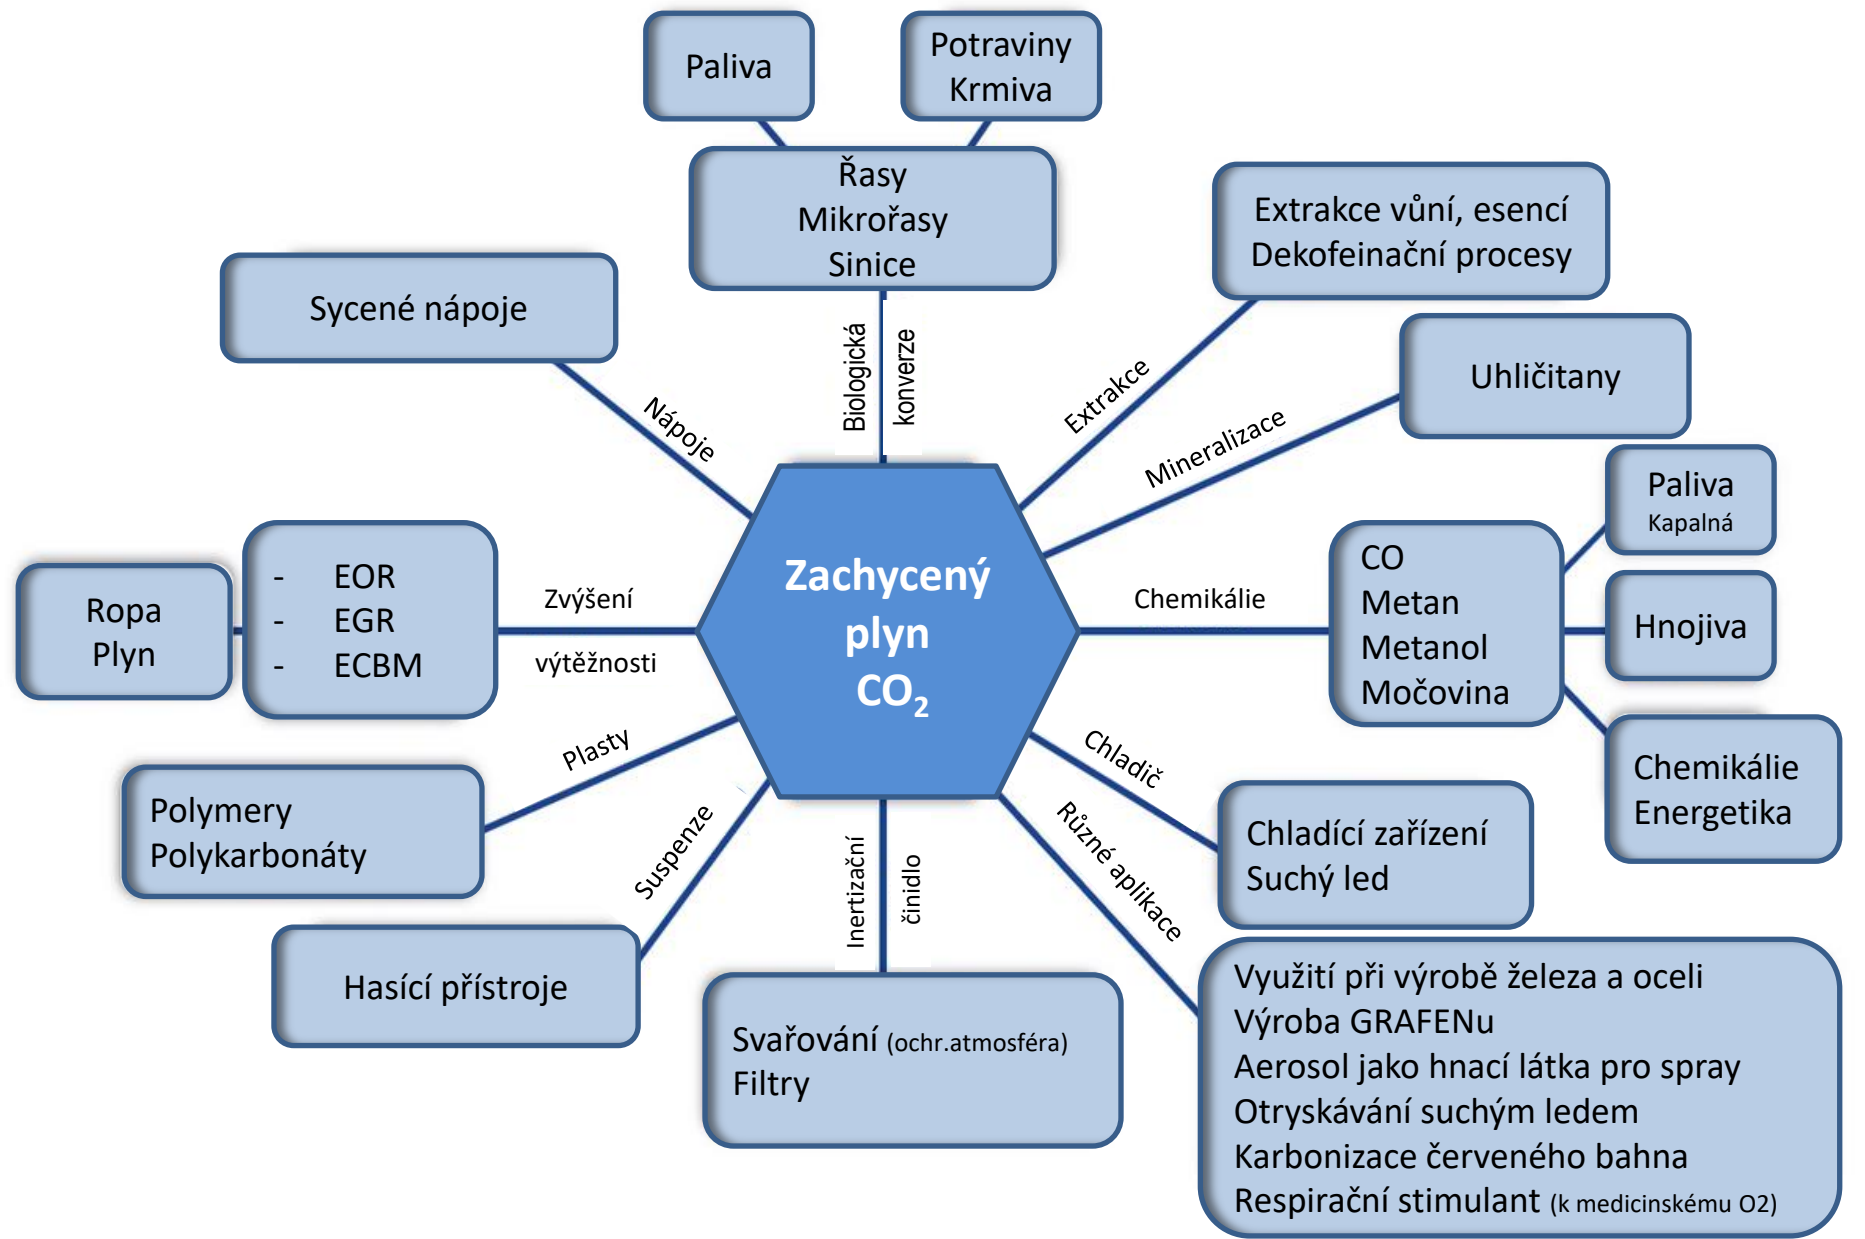 Paliva
Potraviny
Krmiva
Řasy
Mikrořasy
Sinice
Extrakce vůní, esencí
Dekofeinační procesy
Sycené nápoje
Uhličitany
Biologická
konverze
Extrakce
Nápoje
Mineralizace
Paliva
Kapalná
Ropa
Plyn
- EOR
- EGR
- ECBM
Zvýšení
výtěžnosti
Zachycený
plyn
CO₂
Chemikálie
CO
Metan
Metanol
Močovina
Hnojiva
Chemikálie
Energetika
Plasty
Chladič
Polymery
Polykarbonáty
Suspenze
Inertizační
činidlo
Různé aplikace
Chladící zařízení
Suchý led
Hasící přístroje
Svařování (ochr.atmosféra)
Filtry
Využití při výrobě železa a oceli
Výroba GRAFENu
Aerosol jako hnací látka pro spray
Otryskávání suchým ledem
Karbonizace červeného bahna
Respirační stimulant (k medicinskému O2)